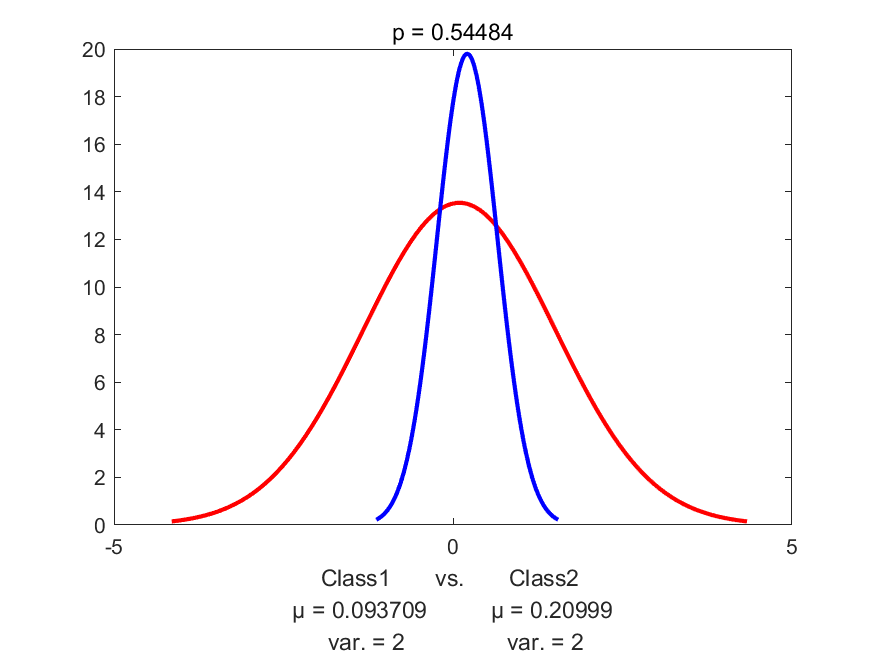 p = 0.54484
20
18
16
14
12
10
8
6
4
2
0
-5 0 5
Class1 vs. Class2
μ = 0.093709 μ = 0.20999
var. = 2 var. = 2